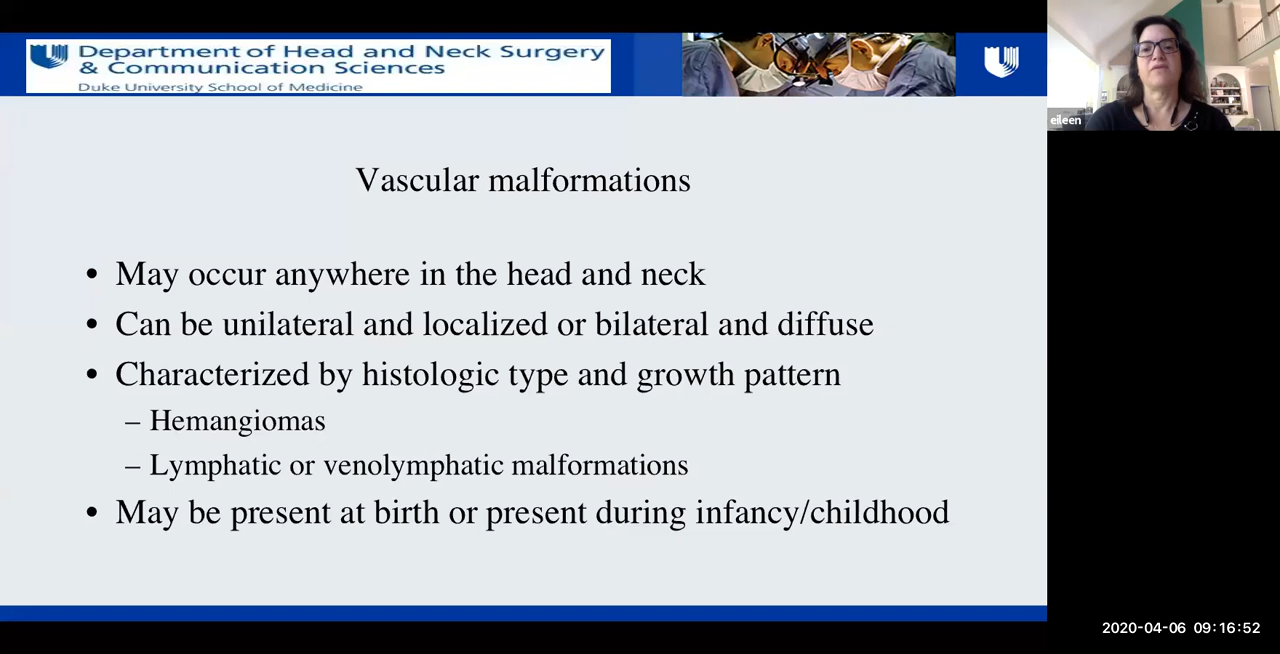 Department of Head and Neck Surgery
& Communication Sciences
Duke University School of Medicine
eileen
Vascular malformations
• May occur anywhere in the head and neck
• Can be unilateral and localized or bilateral and diffuse
• Characterized by histologic type and growth pattern
– Hemangiomas
– Lymphatic or venolymphatic malformations
• May be present at birth or present during infancy/childhood
2020-04-06 09:16:52